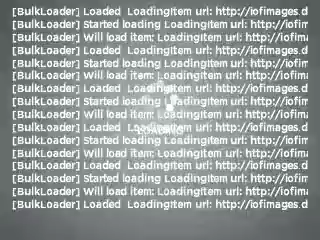 [BulkLoader] Loaded LoadingItem url: http://iofimages.d
[BulkLoader] Started loading LoadingItem url: http://iofir
[BulkLoader] Will load item: LoadingItem url: http://iofima
[BulkLoader] Loaded LoadingItem url: http://iofimages.d
[BulkLoader] Started loading LoadingItem url: http://iofir
[BulkLoader] Will load item: LoadingItem url: http://iofima
[BulkLoader] Loaded LoadingItem url: http://iofimages.d
[BulkLoader] Started loading LoadingItem url: http://iofir
[BulkLoader] Will load item: LoadingItem url: http://iofima
[BulkLoader] Loaded LoadingItem url: http://iofimages.d
[BulkLoader] Started loading LoadingItem url: http://iofir
[BulkLoader] Will load item: LoadingItem url: http://iofima
[BulkLoader] Loaded LoadingItem url: http://iofimages.d
[BulkLoader] Started loading LoadingItem url: http://iofir
[BulkLoader] Will load item: LoadingItem url: http://iofima
[BulkLoader] Loaded LoadingItem url: http://iofimages.d